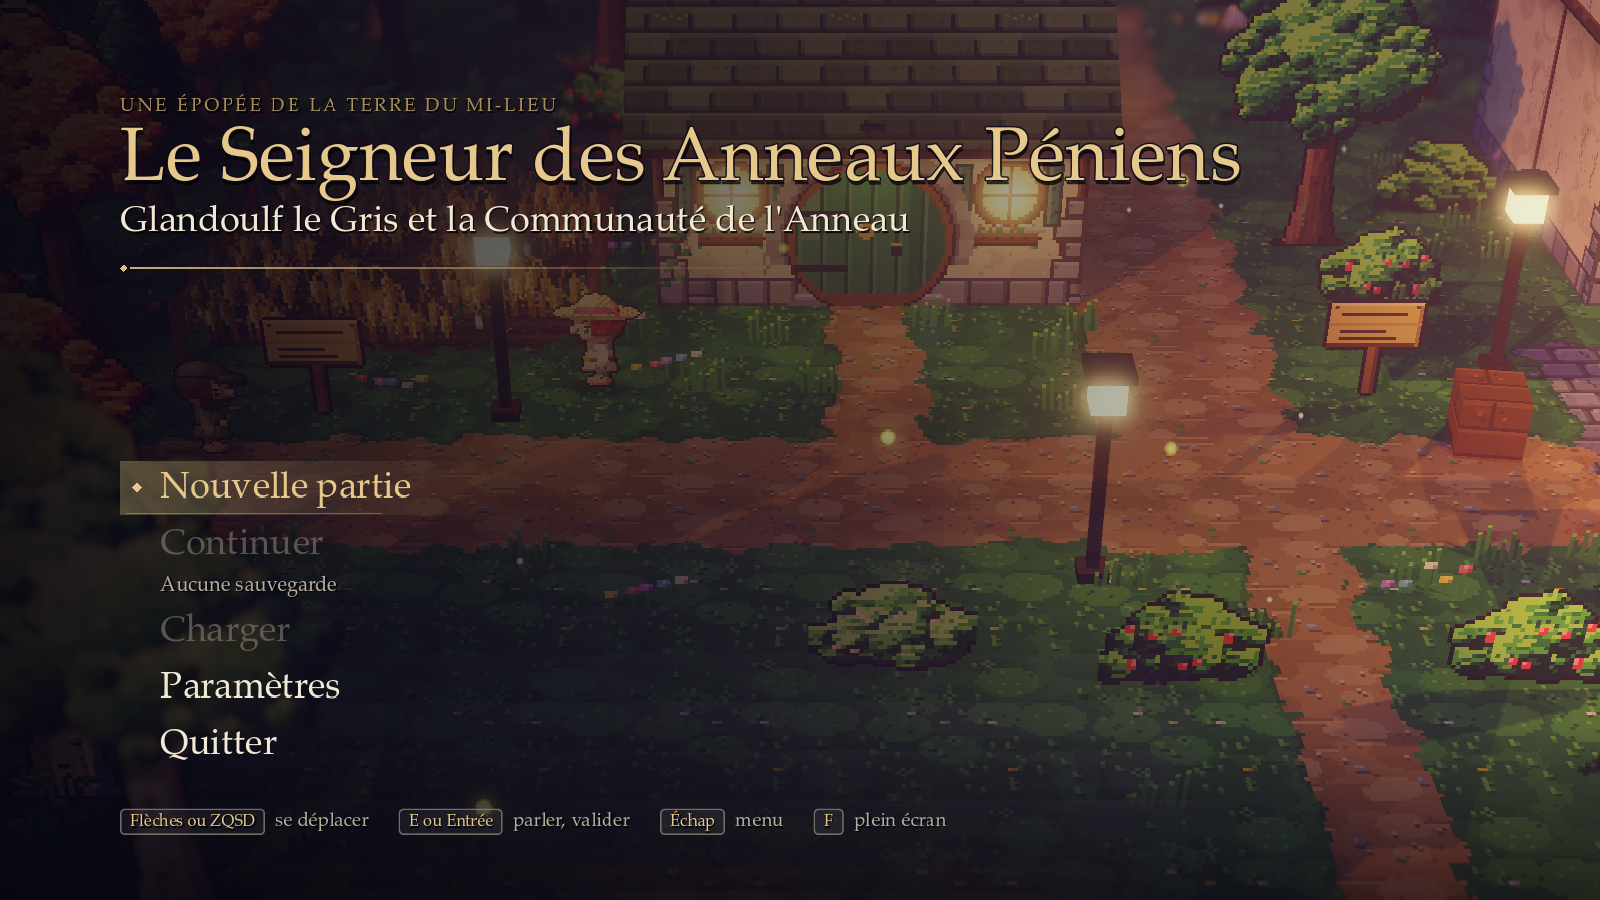 UNE ÉPOPÉE DE LA TERRE DU MI-LIEU
Le Seigneur des Anneaux Péniens
Glandoulf le Gris et la Communauté de l'Anneau
Nouvelle partie
Continuer
Aucune sauvegarde
Charger
Paramètres
Quitter
Flèches ou ZQSD se déplacer E ou Entrée parler, valider Échap menu F plein écran